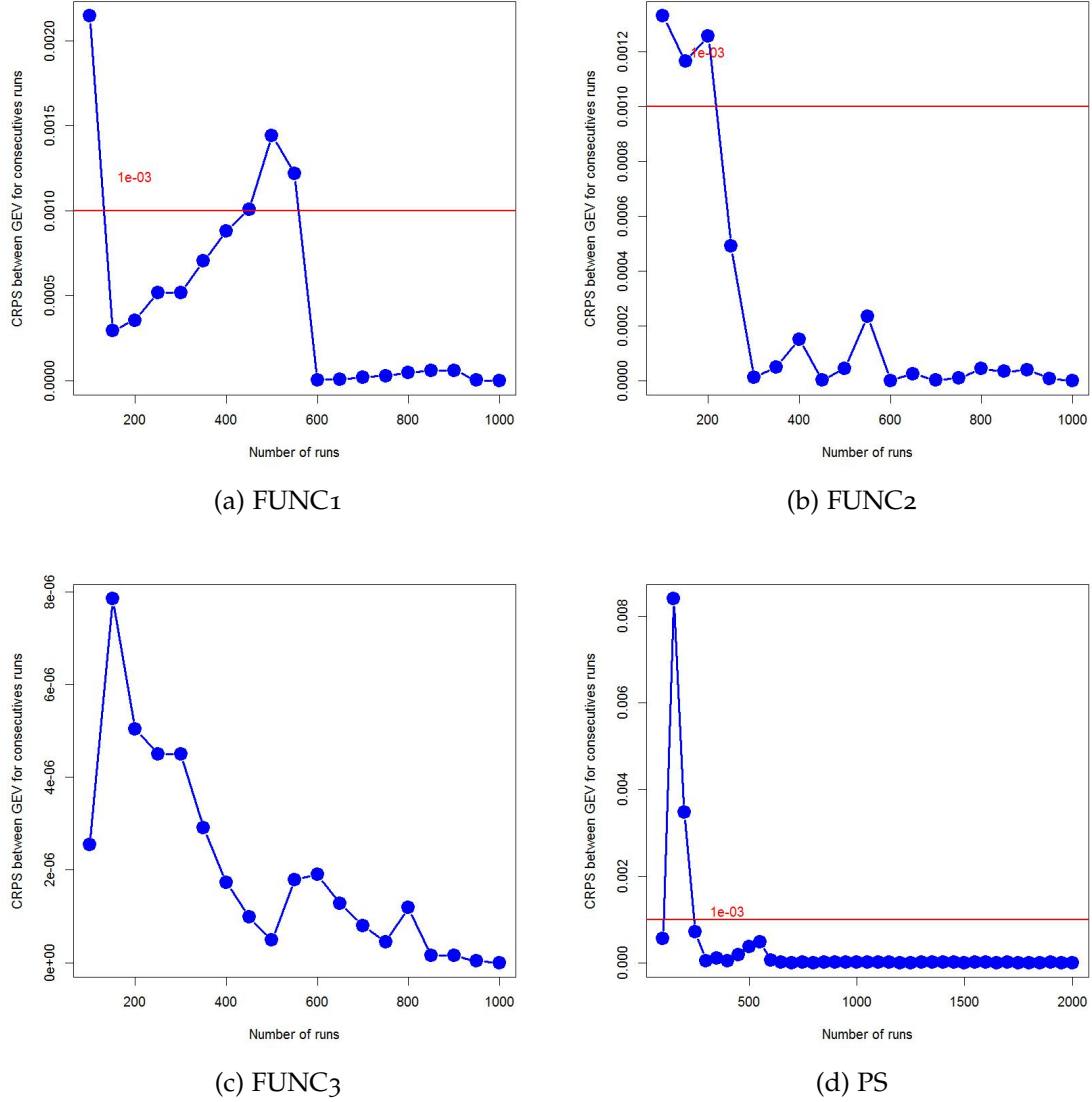 CRPS between GEV for consecutives runs
0.0020
0.0015
0.0010
0.0005
0.0000
1e-03
200 400 600 800 1000
Number of runs
(a) FUNC1
CRPS between GEV for consecutives runs
0.0012
0.0010
0.0008
0.0006
0.0004
0.0002
0.0000
1e-03
200 400 600 800 1000
Number of runs
(b) FUNC2
CRPS between GEV for consecutives runs
8e-06
6e-06
4e-06
2e-06
0e+00
200 400 600 800 1000
Number of runs
(c) FUNC3
CRPS between GEV for consecutives runs
0.008
0.006
0.004
0.002
0.000
1e-03
500 1000 1500 2000
Number of runs
(d) PS